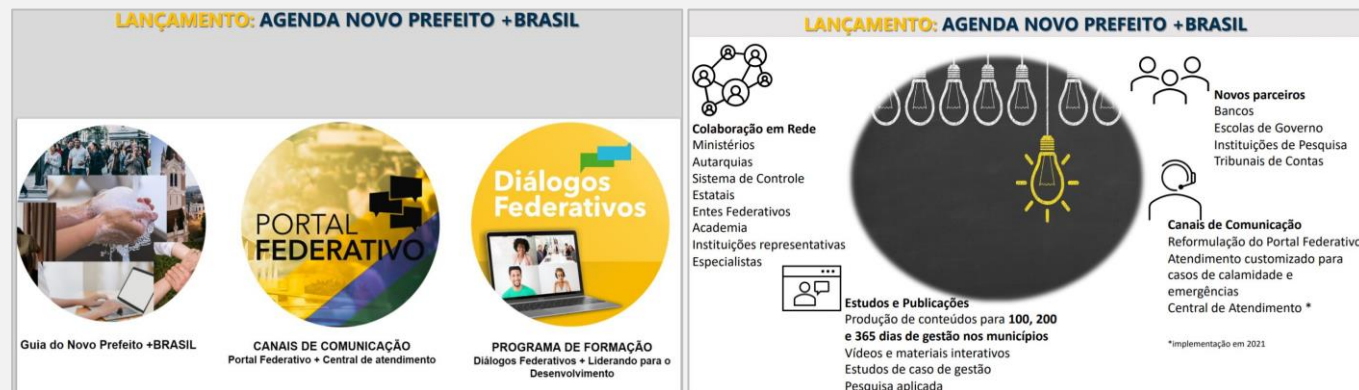 LANÇAMENTO: AGENDA NOVO PREFEITO +BRASIL
PORTAL
FEDERATIVO
Diálogos
Federativos
Guia do Novo Prefeito +BRASIL
CANAIS DE COMUNICAÇÃO
Portal Federativo + Central de atendimento
PROGRAMA DE FORMAÇÃO
Diálogos Federativos + Liderando para o
Desenvolvimento
LANÇAMENTO: AGENDA NOVO PREFEITO +BRASIL
Colaboração em Rede
Ministérios
Autarquias
Sistema de Controle
Estatais
Entes Federativos
Academia
Instituições representativas
Especialistas
Estudos e Publicações
Produção de conteúdos para 100, 200
e 365 dias de gestão nos municípios
Vídeos e materiais interativos
Estudos de caso de gestão
Pesquisa aplicada
Novos parceiros
Bancos
Escolas de Governo
Instituições de Pesquisa
Tribunais de Contas
Canais de Comunicação
Reformulação do Portal Federativo
Atendimento customizado para
casos de calamidade e
emergências
Central de Atendimento *
*implementação em 2021